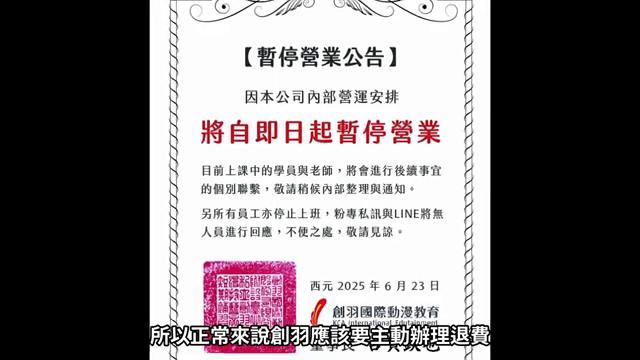 【暫停營業公告】
因本公司內部營運安排
將自即日起暫停營業
目前上課中的學員與老師,將會進行後續事宜
的個別聯繫,敬請稍候內部整理與通知。
另所有員工亦停止上班,粉專私訊與LINE將無
人員進行回應,不便之處,敬請見諒。
西元 2025 年 6 月 23 日
創羽國際動漫教育
KCA International Edutainment
所以正常來說創羽應該要主動辦理退費